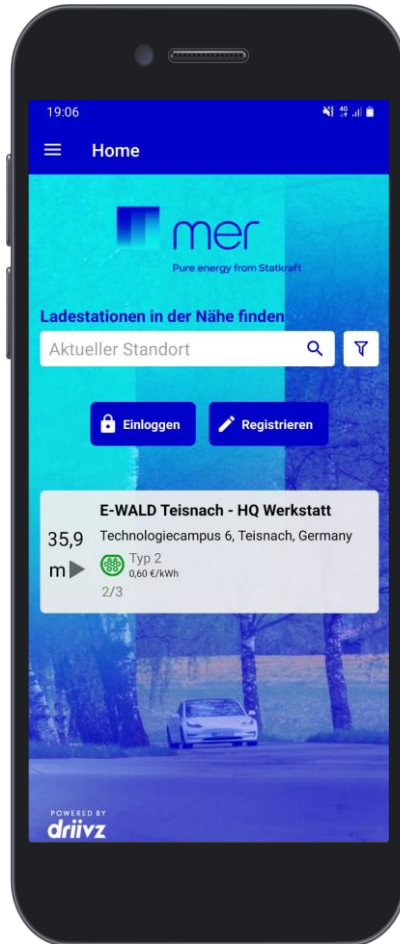 19:06
4G
Home
mer
Pure energy from Statkraft
Ladestationen in der Nähe finden
Aktueller Standort
Einloggen
Registrieren
E-WALD Teisnach - HQ Werkstatt
35,9 m
Technologiecampus 6, Teisnach, Germany
Typ 2
0,60 €/kWh
2/3
POWERED BY
driivz